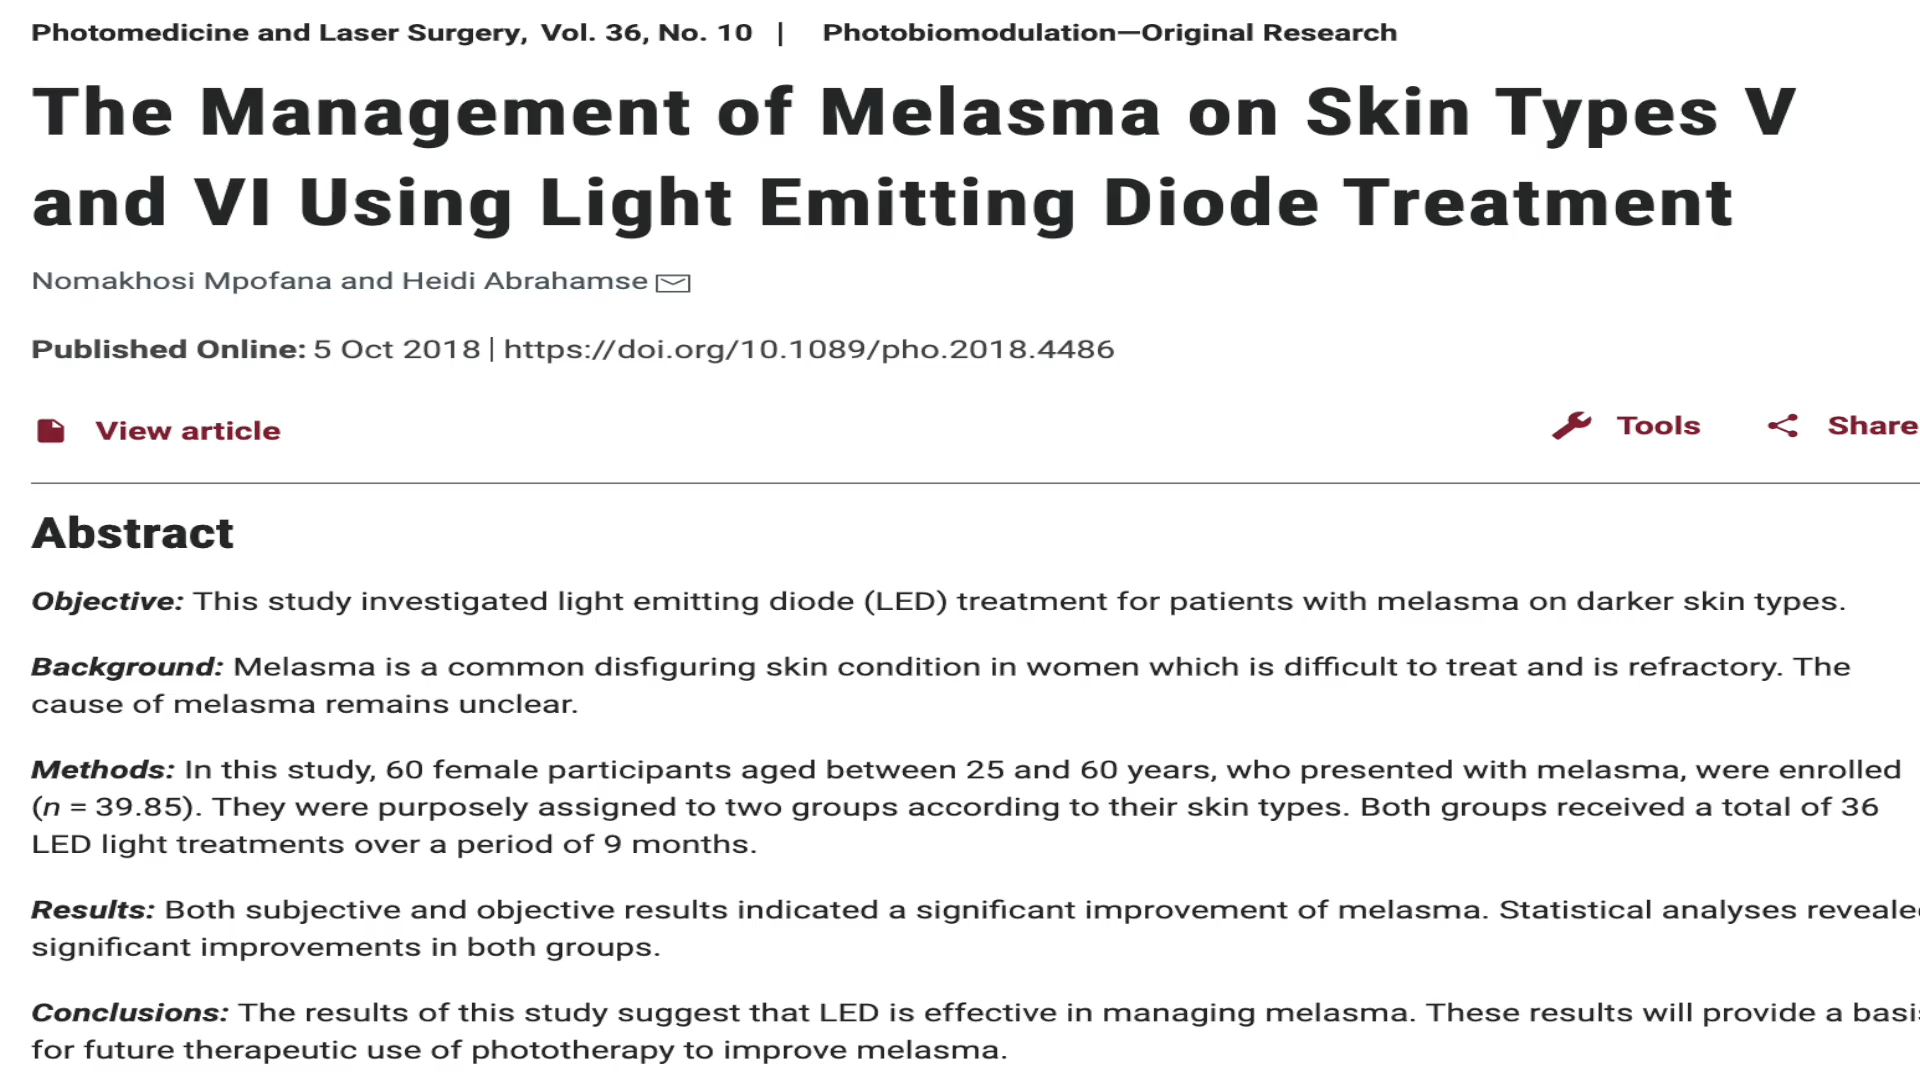 Photomedicine and Laser Surgery, Vol. 36, No. 10 | Photobiomodulation—Original Research
The Management of Melasma on Skin Types V
and VI Using Light Emitting Diode Treatment
Nomakhosi Mpofana and Heidi Abrahamse
Published Online: 5 Oct 2018 | https://doi.org/10.1089/pho.2018.4486
View article
Tools Share
Abstract
Objective: This study investigated light emitting diode (LED) treatment for patients with melasma on darker skin types.
Background: Melasma is a common disfiguring skin condition in women which is difficult to treat and is refractory. The
cause of melasma remains unclear.
Methods: In this study, 60 female participants aged between 25 and 60 years, who presented with melasma, were enrolled
(n = 39.85). They were purposely assigned to two groups according to their skin types. Both groups received a total of 36
LED light treatments over a period of 9 months.
Results: Both subjective and objective results indicated a significant improvement of melasma. Statistical analyses reveale
significant improvements in both groups.
Conclusions: The results of this study suggest that LED is effective in managing melasma. These results will provide a basi
for future therapeutic use of phototherapy to improve melasma.